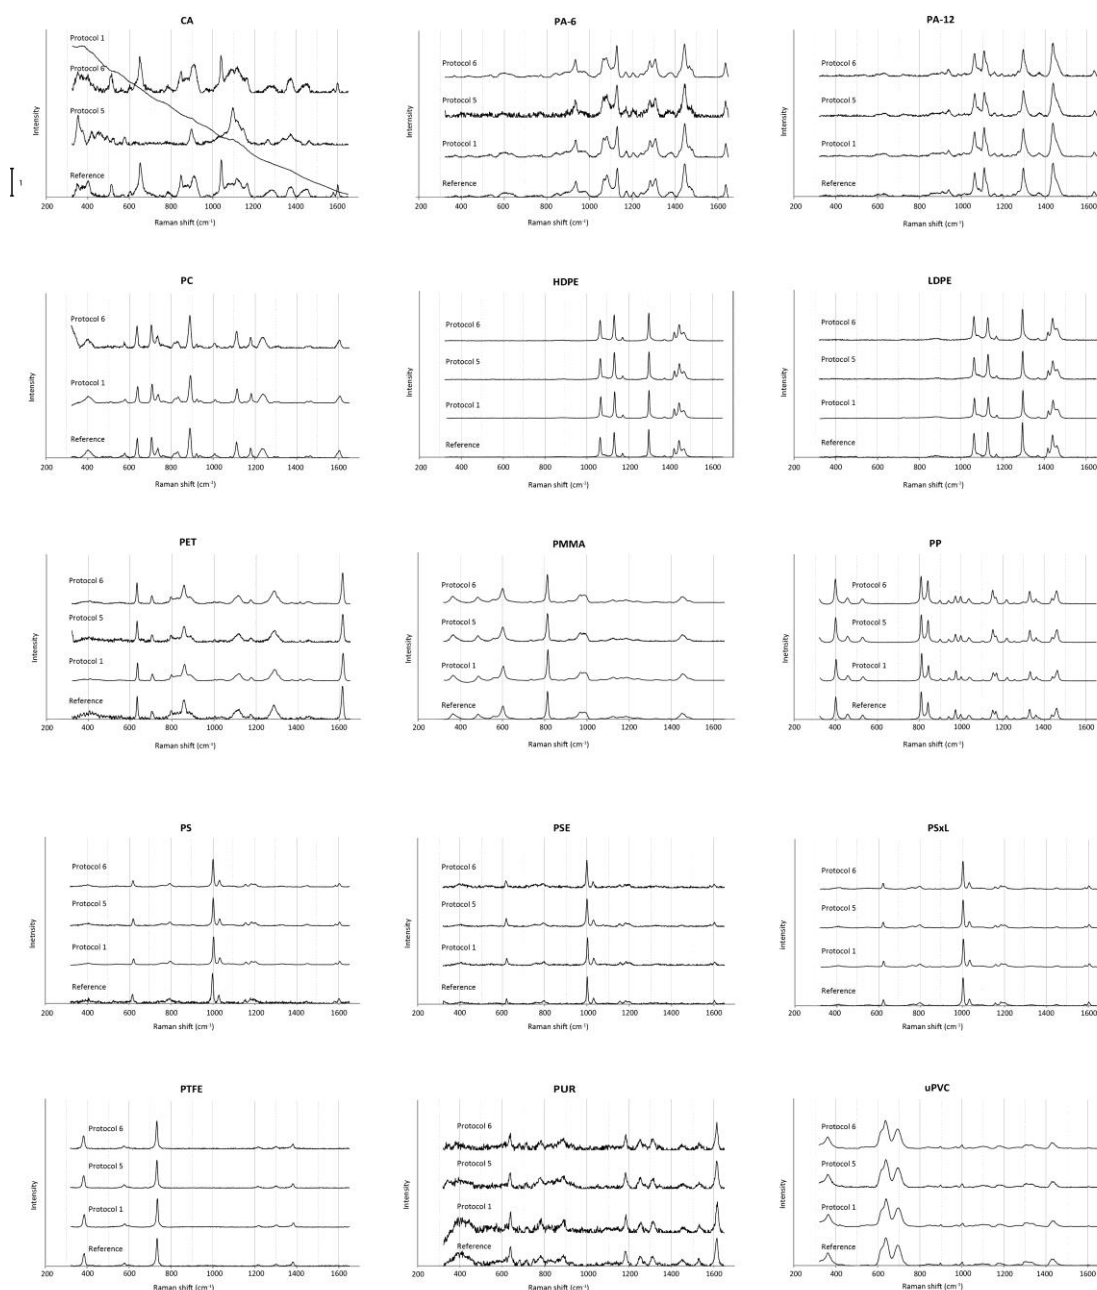 CA
PA-6
PA-12
Protocol 1
Protocol 6
Protocol 5
Reference
Intensity
1
200 400 600 800 1000 1200 1400 1600
Raman shift (cm-1)
Protocol 6
Protocol 5
Protocol 1
Reference
Intensity
200 400 600 800 1000 1200 1400 1600
Raman shift (cm-1)
Protocol 6
Protocol 5
Protocol 1
Reference
Intensity
200 400 600 800 1000 1200 1400 1600
Raman shift (cm-1)
PC
HDPE
LDPE
Protocol 6
Protocol 1
Reference
Intensity
200 400 600 800 1000 1200 1400 1600
Raman shift (cm-1)
Protocol 6
Protocol 5
Protocol 1
Reference
Intensity
200 400 600 800 1000 1200 1400 1600
Raman shift (cm-1)
Protocol 6
Protocol 5
Protocol 1
Reference
Intensity
200 400 600 800 1000 1200 1400 1600
Raman shift (cm-1)
PET
PMMA
PP
Protocol 6
Protocol 5
Protocol 1
Reference
Intensity
200 400 600 800 1000 1200 1400 1600
Raman shift (cm-1)
Protocol 6
Protocol 5
Protocol 1
Reference
Intensity
200 400 600 800 1000 1200 1400 1600
Raman shift (cm-1)
Protocol 6
Protocol 5
Protocol 1
Reference
Inetnsity
200 400 600 800 1000 1200 1400 1600
Raman shift (cm-1)
PS
PSE
PSxL
Protocol 6
Protocol 5
Protocol 1
Reference
Inetnsity
200 400 600 800 1000 1200 1400 1600
Raman shift (cm-1)
Protocol 6
Protocol 5
Protocol 1
Reference
Intensity
200 400 600 800 1000 1200 1400 1600
Raman shift (cm-1)
Protocol 6
Protocol 5
Protocol 1
Reference
Intensity
200 400 600 800 1000 1200 1400 1600
Raman shift (cm-1)
PTFE
PUR
uPVC
Protocol 6
Protocol 5
Protocol 1
Reference
Intensity
200 400 600 800 1000 1200 1400 1600
Raman shift (cm-1)
Protocol 6
Protocol 5
Protocol 1
Reference
Intensity
200 400 600 800 1000 1200 1400 1600
Raman shift (cm-1)
Protocol 6
Protocol 5
Protocol 1
Reference
Intensity
200 400 600 800 1000 1200 1400 1600
Raman shift (cm-1)